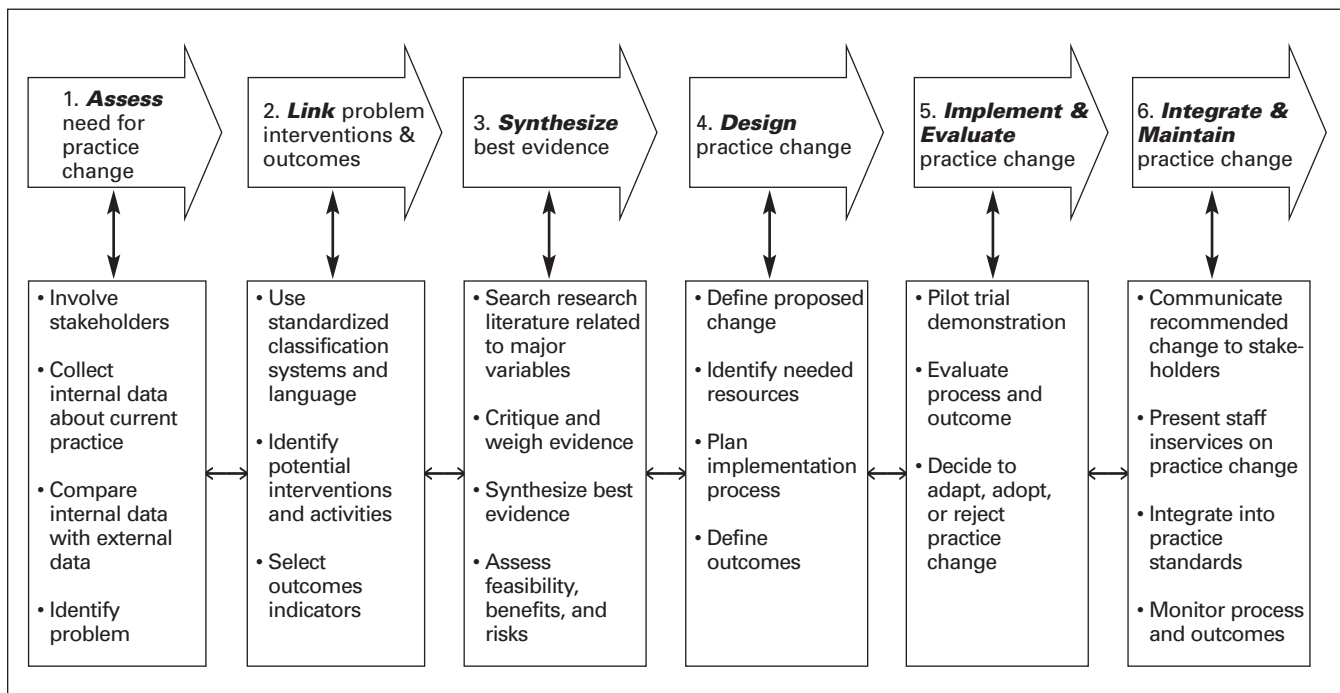 1. Assess
need for
practice
change
2. Link problem
interventions &
outcomes
3. Synthesize
best evidence
4. Design
practice change
5. Implement &
Evaluate
practice change
6. Integrate &
Maintain
practice change
• Involve
stakeholders
• Collect
internal data
about current
practice
• Compare
internal data
with external
data
• Identify
problem
• Use
standardized
classification
systems and
language
• Identify
potential
interventions
and activities
• Select
outcomes
indicators
• Search research
literature related
to major
variables
• Critique and
weigh evidence
• Synthesize best
evidence
• Assess
feasibility,
benefits, and
risks
• Define proposed
change
• Identify needed
resources
• Plan
implementation
process
• Define
outcomes
• Pilot trial
demonstration
• Evaluate
process and
outcome
• Decide to
adapt, adopt,
or reject
practice
change
• Communicate
recommended
change to stake-
holders
• Present staff
inservices on
practice change
• Integrate into
practice
standards
• Monitor process
and outcomes